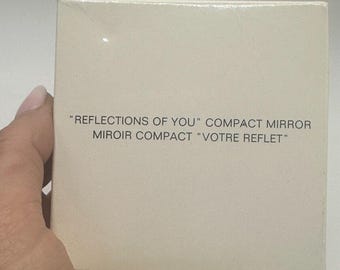 "REFLECTIONS OF YOU" COMPACT MIRROR
MIROIR COMPACT "VOTRE REFLET"